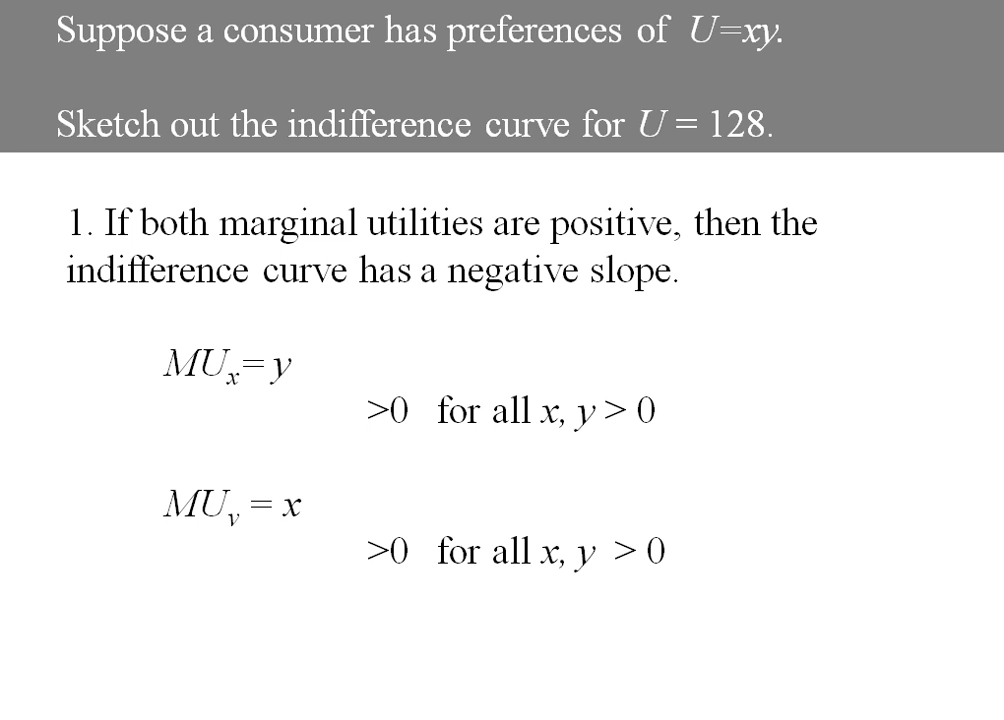 Suppose a consumer has preferences of U=xy.
Sketch out the indifference curve for U = 128.
1. If both marginal utilities are positive, then the
indifference curve has a negative slope.
MUₓ=y
>0 for all x, y > 0
MUᵧ = x
>0 for all x, y > 0